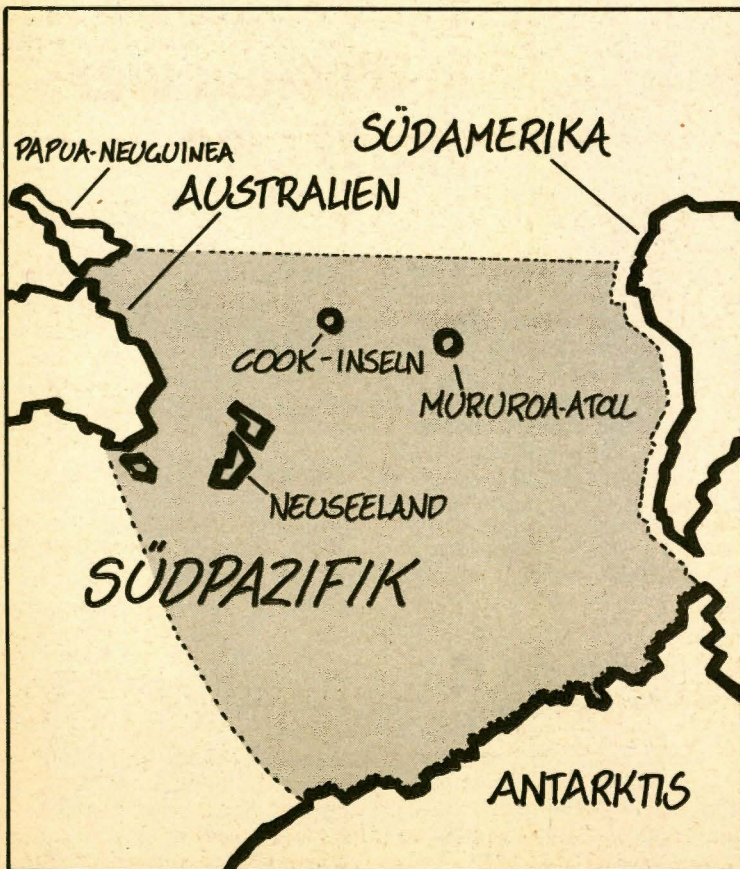 SÜDAMERIKA
PAPUA-NEUGUINEA
AUSTRALIEN
COOK-INSELN
MURUROA-ATOLL
NEUSEELAND
SÜDPAZIFIK
ANTARKTIS